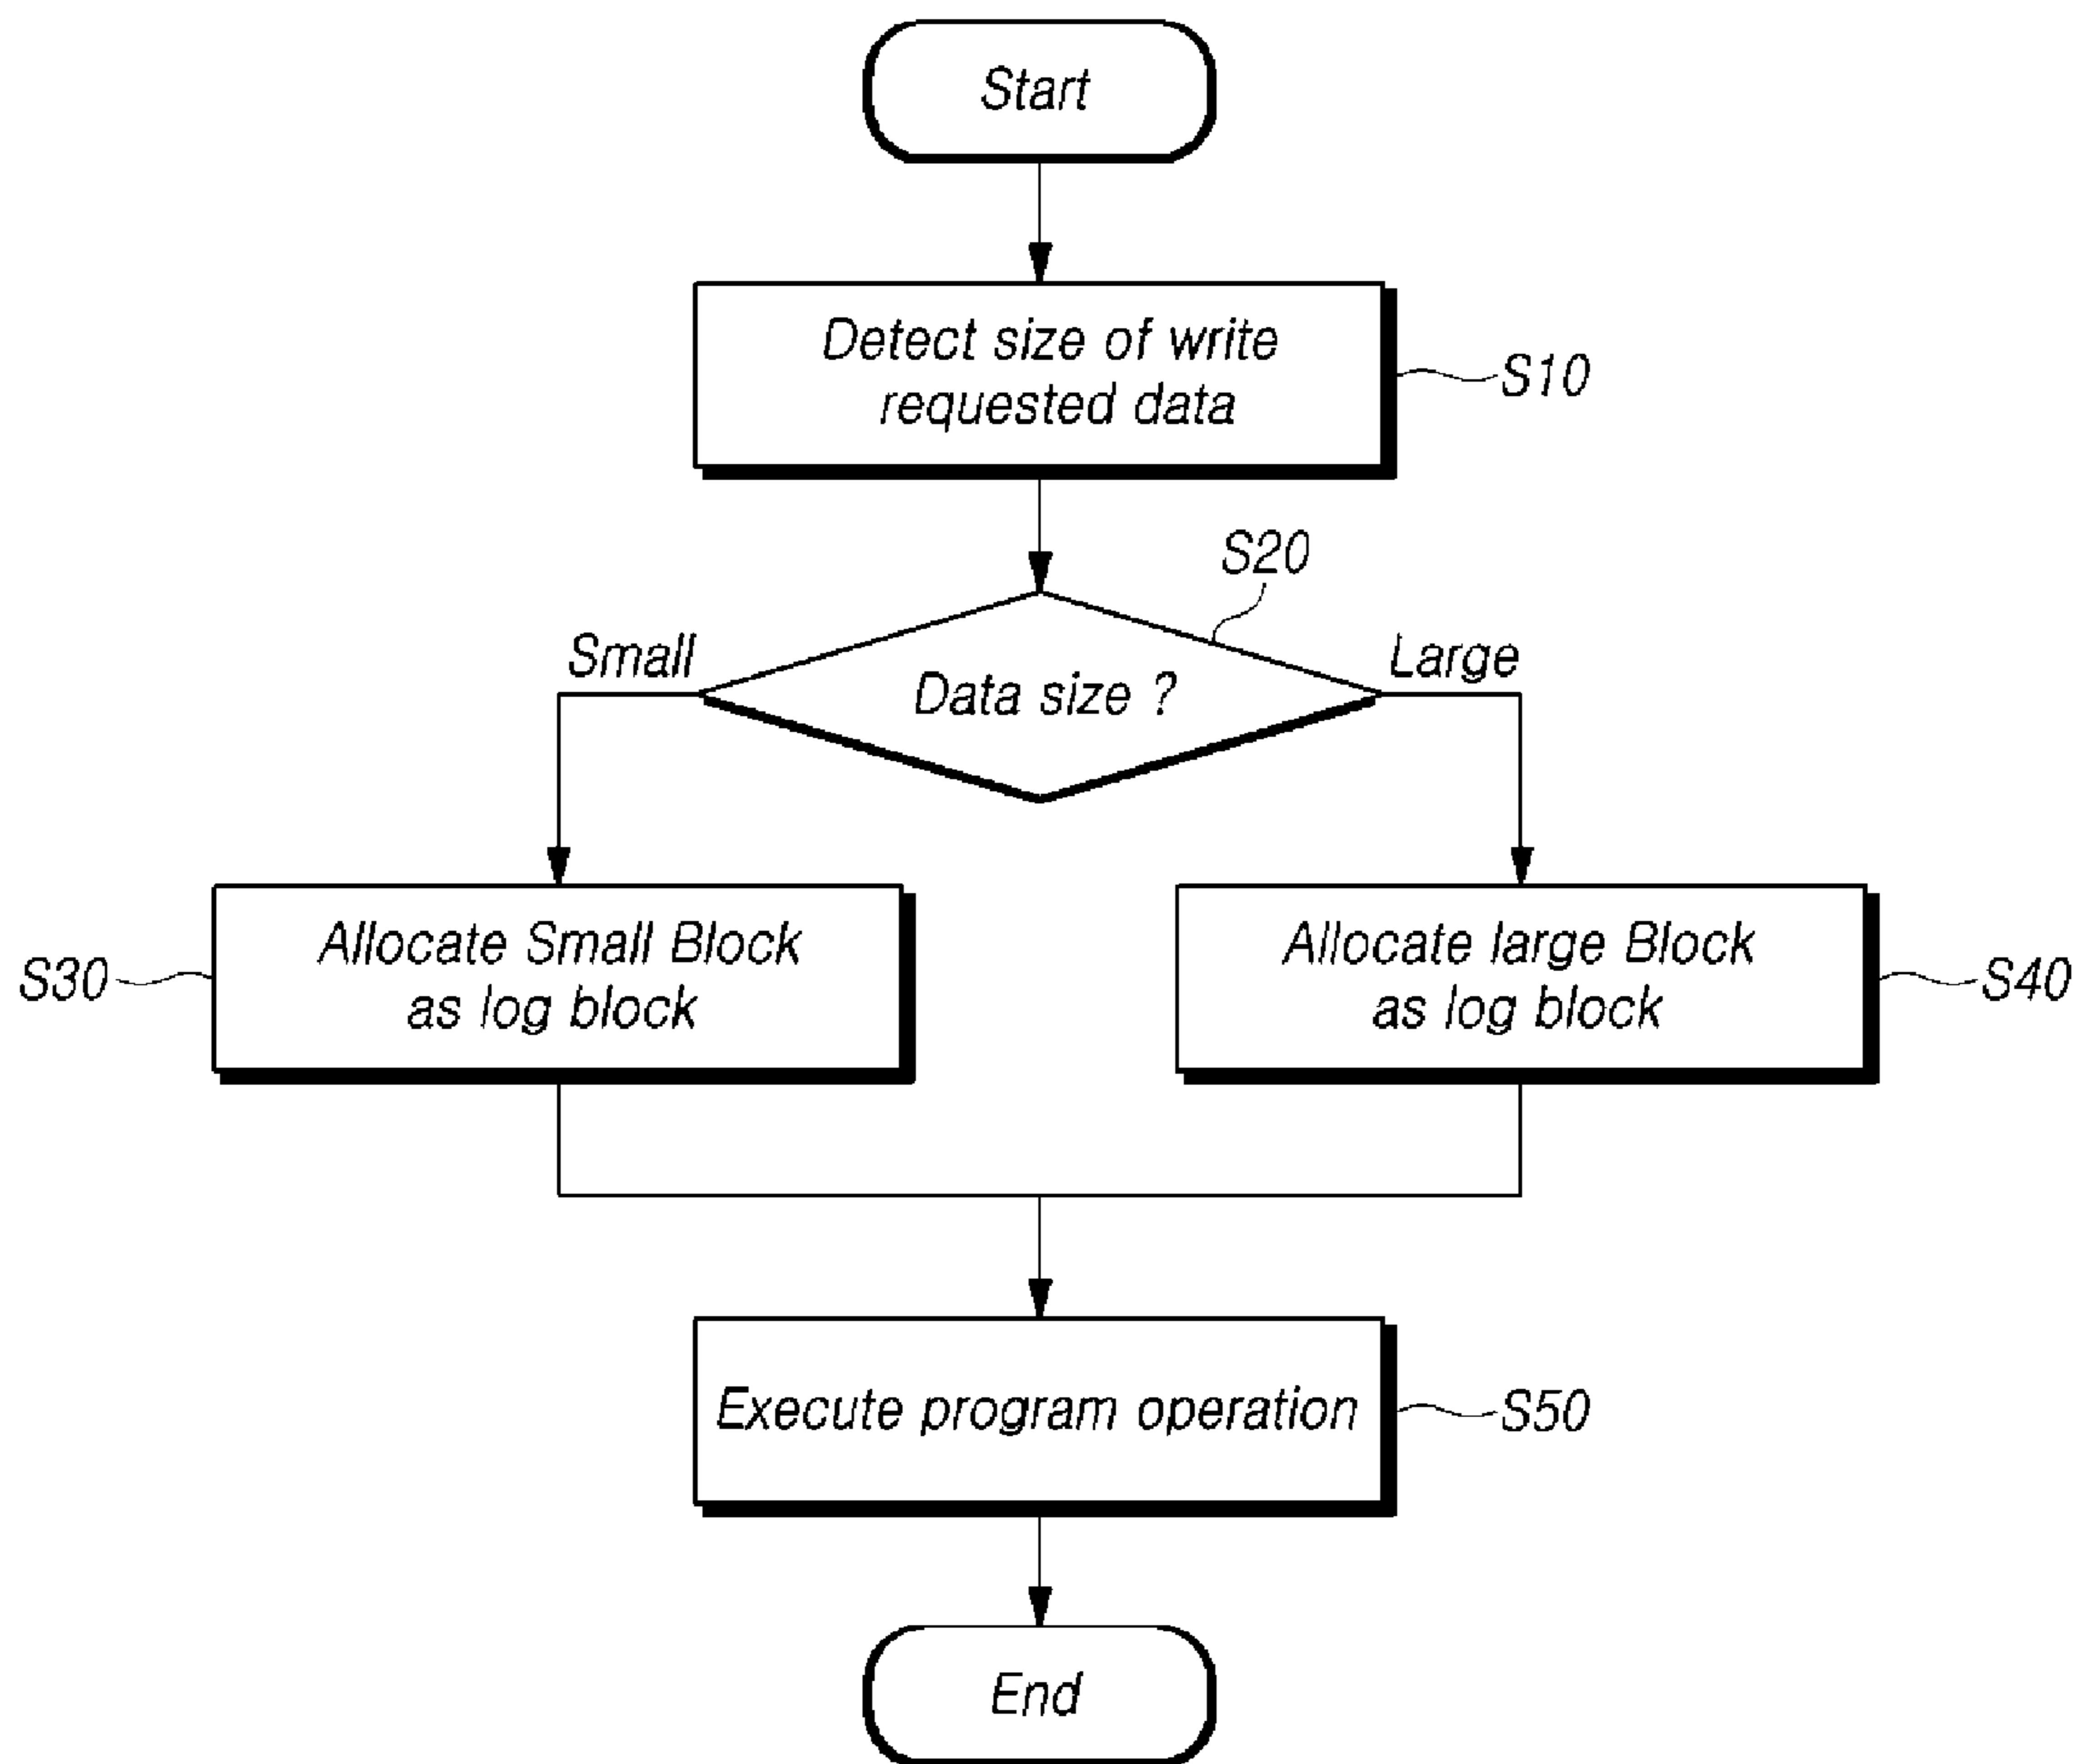 Start
Detect size of write
requested data
S10
S20
Small
Data size ?
Large
Allocate Small Block
as log block
S30
Allocate large Block
as log block
S40
Execute program operation
S50
End